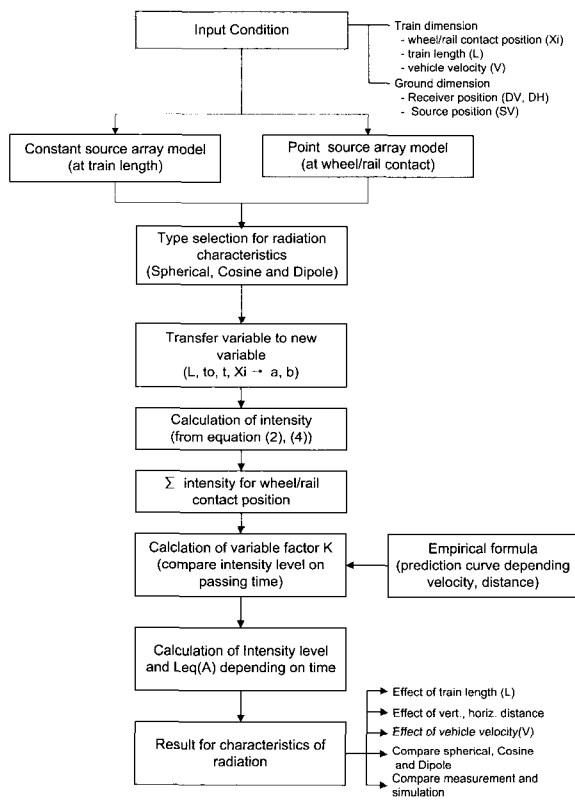 Input Condition
Train dimension
- wheel/rail contact position (Xi)
- train length (L)
- vehicle velocity (V)
Ground dimension
- Receiver position (DV, DH)
- Source position (SV)
Constant source array model
(at train length)
Point source array model
(at wheel/rail contact)
Type selection for radiation
characteristics
(Spherical, Cosine and Dipole)
Transfer variable to new
variable
(L, to, t, Xi → a, b)
Calculation of intensity
(from equation (2), (4))
Σ intensity for wheel/rail
contact position
Calclation of variable factor K
(compare intensity level on
passing time)
Empirical formula
(prediction curve depending
velocity, distance)
Calculation of Intensity level
and Leq(A) depending on time
Result for characteristics of
radiation
Effect of train length (L)
Effect of vert., horiz. distance
Effect of vehicle velocity(V)
Compare spherical, Cosine
and Dipole
Compare measurement and
simulation